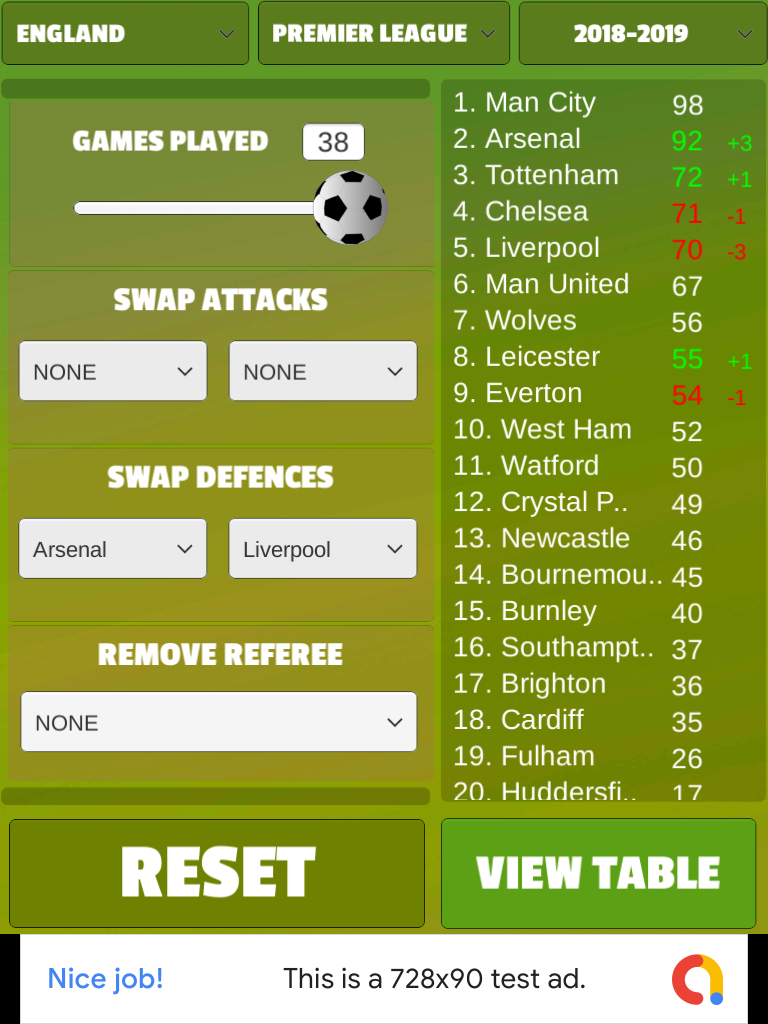 ENGLAND
PREMIER LEAGUE
2018-2019
GAMES PLAYED 38
SWAP ATTACKS
NONE NONE
SWAP DEFENCES
Arsenal Liverpool
REMOVE REFEREE
NONE
1. Man City 98
2. Arsenal 92 +3
3. Tottenham 72 +1
4. Chelsea 71 -1
5. Liverpool 70 -3
6. Man United 67
7. Wolves 56
8. Leicester 55 +1
9. Everton 54 -1
10. West Ham 52
11. Watford 50
12. Crystal P.. 49
13. Newcastle 46
14. Bournemou.. 45
15. Burnley 40
16. Southampt.. 37
17. Brighton 36
18. Cardiff 35
19. Fulham 26
20. Huddersfi.. 17
RESET
VIEW TABLE
Nice job! This is a 728x90 test ad.